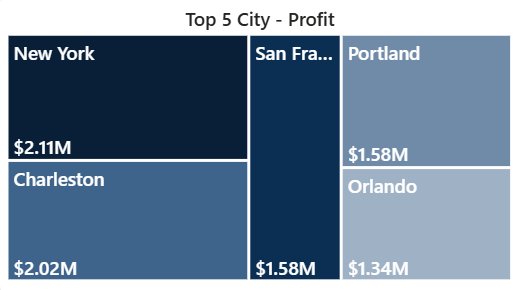 Top 5 City - Profit
New York
$2.11M
Charleston
$2.02M
San Fra...
$1.58M
Portland
$1.58M
Orlando
$1.34M